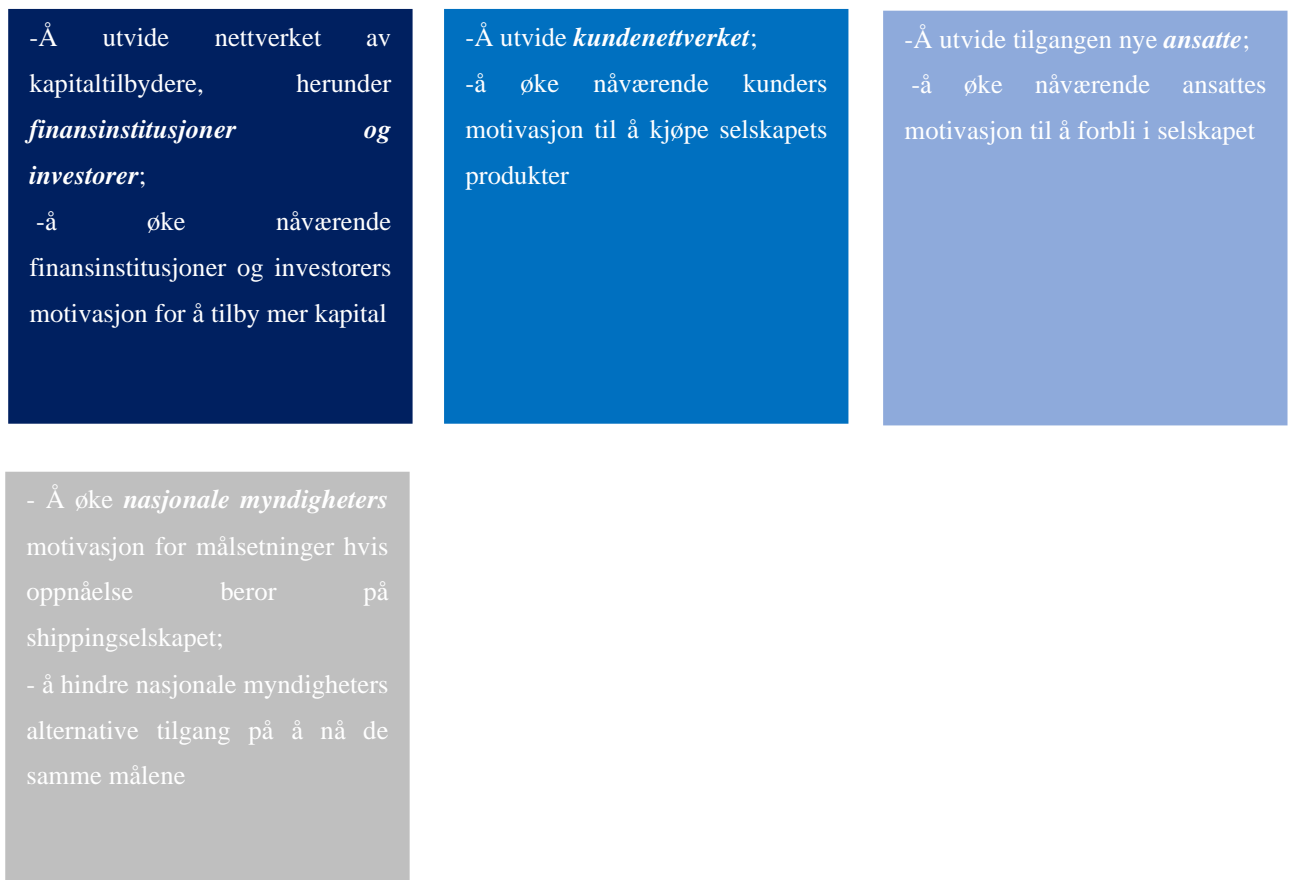 -Å utvide nettverket av
kapitaltilbydere, herunder
finansinstitusjoner og
investorer;
-å øke nåværende
finansinstitusjoner og investorers
motivasjon for å tilby mer kapital
-Å utvide kundenettverket;
-å øke nåværende kunders
motivasjon til å kjøpe selskapets
produkter
-Å utvide tilgangen nye ansatte;
-å øke nåværende ansattes
motivasjon til å forbli i selskapet
- Å øke nasjonale myndigheters
motivasjon for målsetninger hvis
oppnåelse beror på
shippingselskapet;
- å hindre nasjonale myndigheters
alternative tilgang på å nå de
samme målene